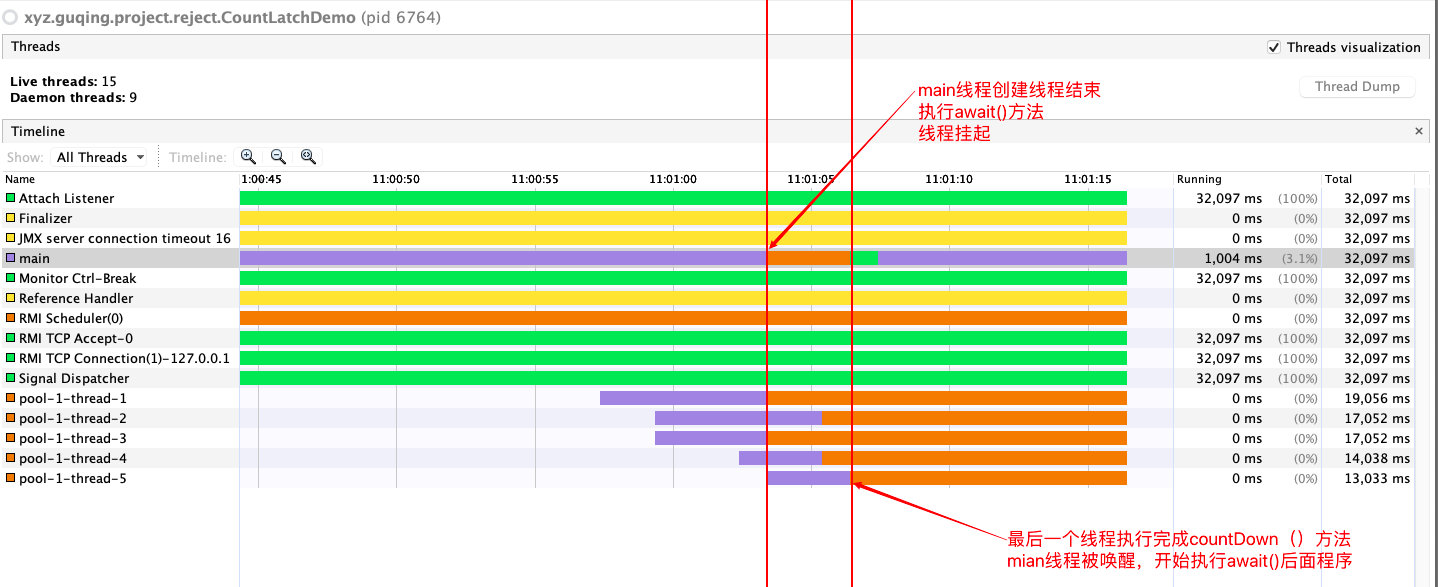 xyz.guqing.project.reject.CountLatchDemo (pid 6764)
Threads
Threads visualization
Live threads: 15
Daemon threads: 9
Thread Dump
main线程创建线程结束
执行await()方法
线程挂起
Timeline
×
Show: All Threads Timeline:
Name 1:00:45 11:00:50 11:00:55 11:01:00 11:01:05 11:01:10 11:01:15 Running Total
Attach Listener 32,097 ms (100%) 32,097 ms
Finalizer 0 ms (0%) 32,097 ms
JMX server connection timeout 16 0 ms (0%) 32,097 ms
main 1,004 ms (3.1%) 32,097 ms
Monitor Ctrl-Break 32,097 ms (100%) 32,097 ms
Reference Handler 0 ms (0%) 32,097 ms
RMI Scheduler(0) 0 ms (0%) 32,097 ms
RMI TCP Accept-0 32,097 ms (100%) 32,097 ms
RMI TCP Connection(1)-127.0.0.1 32,097 ms (100%) 32,097 ms
Signal Dispatcher 32,097 ms (100%) 32,097 ms
pool-1-thread-1 0 ms (0%) 19,056 ms
pool-1-thread-2 0 ms (0%) 17,052 ms
pool-1-thread-3 0 ms (0%) 17,052 ms
pool-1-thread-4 0 ms (0%) 14,038 ms
pool-1-thread-5 0 ms (0%) 13,033 ms
最后一个线程执行完成countDown（）方法
mian线程被唤醒，开始执行await()后面程序